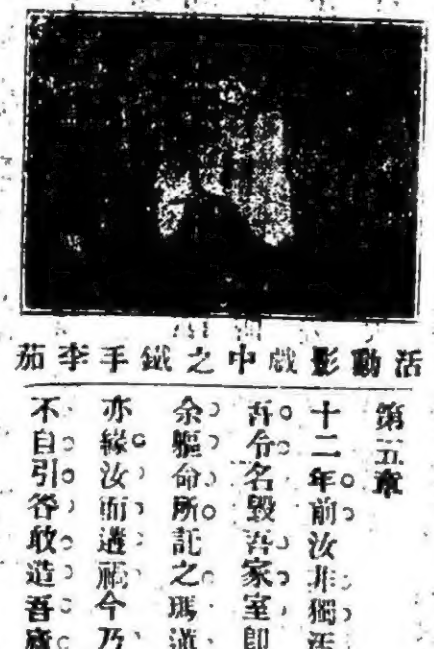 活動影戲中之鐵手李茄
第五章
十二年前汝非獨
吾令名毀吾家室即
余軀命所託之瑪
亦緣汝而遘禍今乃
不自引咎敢造吾